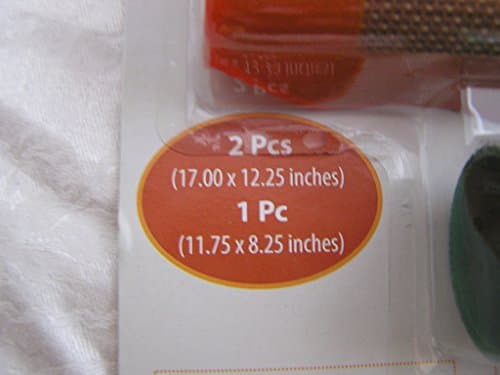 2 Pcs
(17.00 x 12.25 inches)
1 Pc
(11.75 x 8.25 inches)